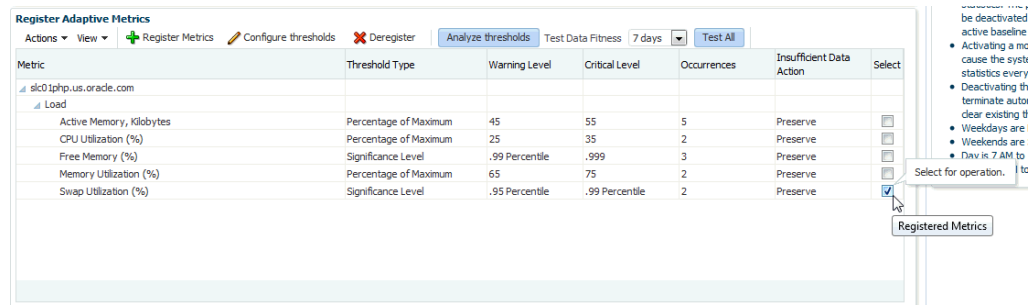 Register Adaptive Metrics
Actions View Register Metrics Configure thresholds Deregister Analyze thresholds Test Data Fitness 7 days Test All
Metric Threshold Type Warning Level Critical Level Occurrences Insufficient Data Action Select
slc01php.us.oracle.com
Load
Active Memory, Kilobytes Percentage of Maximum 45 55 5 Preserve
CPU Utilization (%) Percentage of Maximum 25 35 2 Preserve
Free Memory (%) Significance Level .99 Percentile .999 3 Preserve
Memory Utilization (%) Percentage of Maximum 65 75 2 Preserve
Swap Utilization (%) Significance Level .95 Percentile .99 Percentile 2 Preserve
Select for operation.
Registered Metrics
be deactivated
active baseline
Activating a mo
cause the syste
statistics every
Deactivating th
terminate autor
clear existing th
Weekdays are
Weekends are
Day is 7 AM to